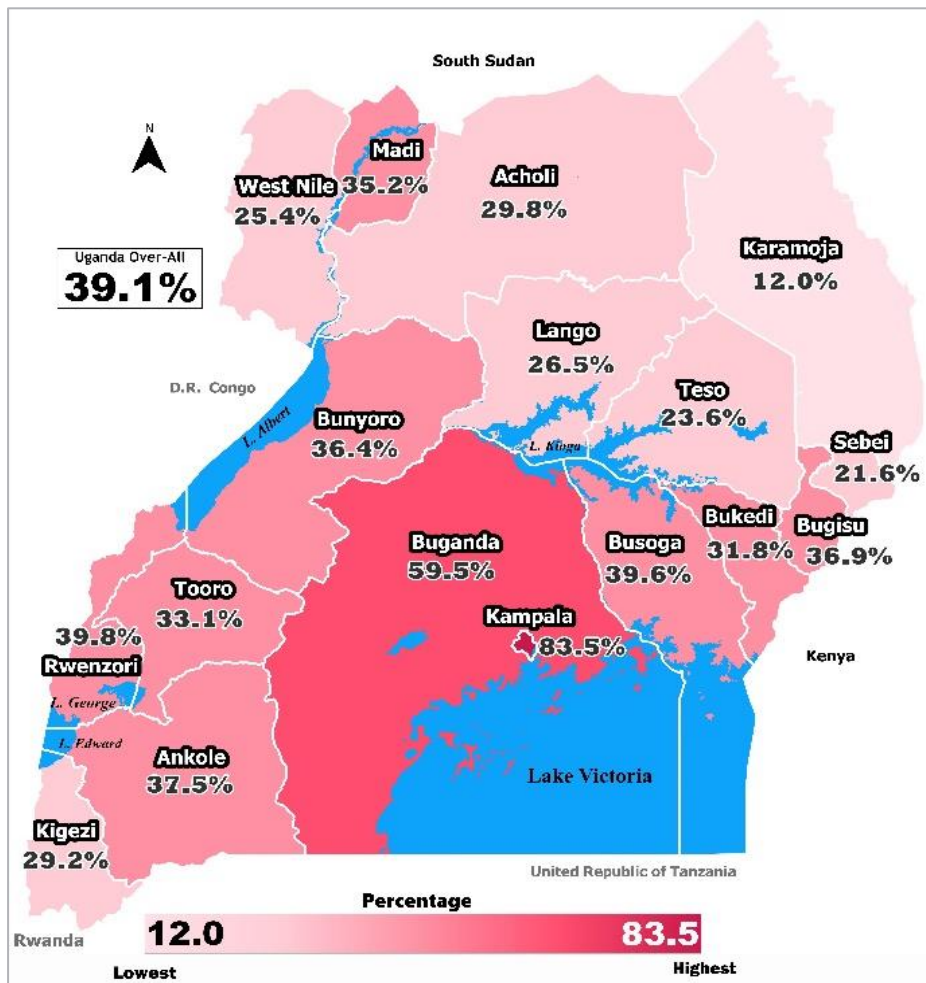 South Sudan
N
Madi
35.2%
West Nile
25.4%
Acholi
29.8%
Karamoja
12.0%
Uganda Over-All
39.1%
Lango
26.5%
Teso
23.6%
D.R. Congo
L. Albert
Bunyoro
36.4%
L. Kioga
Sebei
21.6%
Bukedi
31.8%
Bugisu
36.9%
Buganda
59.5%
Busoga
39.6%
Tooro
33.1%
Kampala
83.5%
39.8%
Rwenzori
Kenya
L. George
L. Edward
Ankole
37.5%
Lake Victoria
Kigezi
29.2%
United Republic of Tanzania
Percentage
Rwanda
12.0
83.5
Lowest
Highest